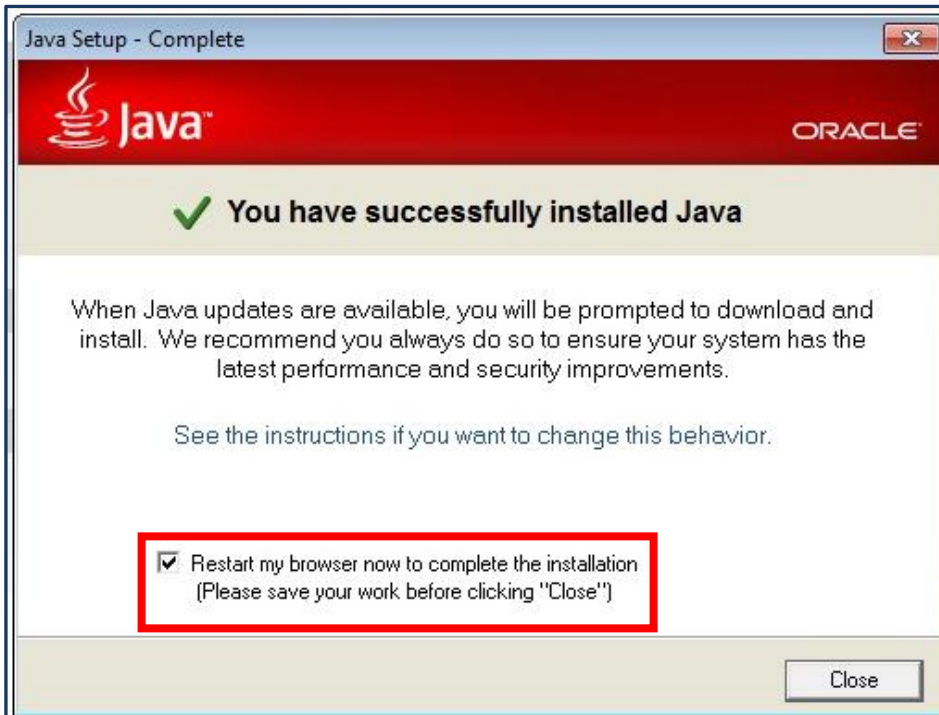 Java Setup - Complete
Java™
ORACLE
You have successfully installed Java
When Java updates are available, you will be prompted to download and
install. We recommend you always do so to ensure your system has the
latest performance and security improvements.
See the instructions if you want to change this behavior.
Restart my browser now to complete the installation
(Please save your work before clicking "Close")
Close